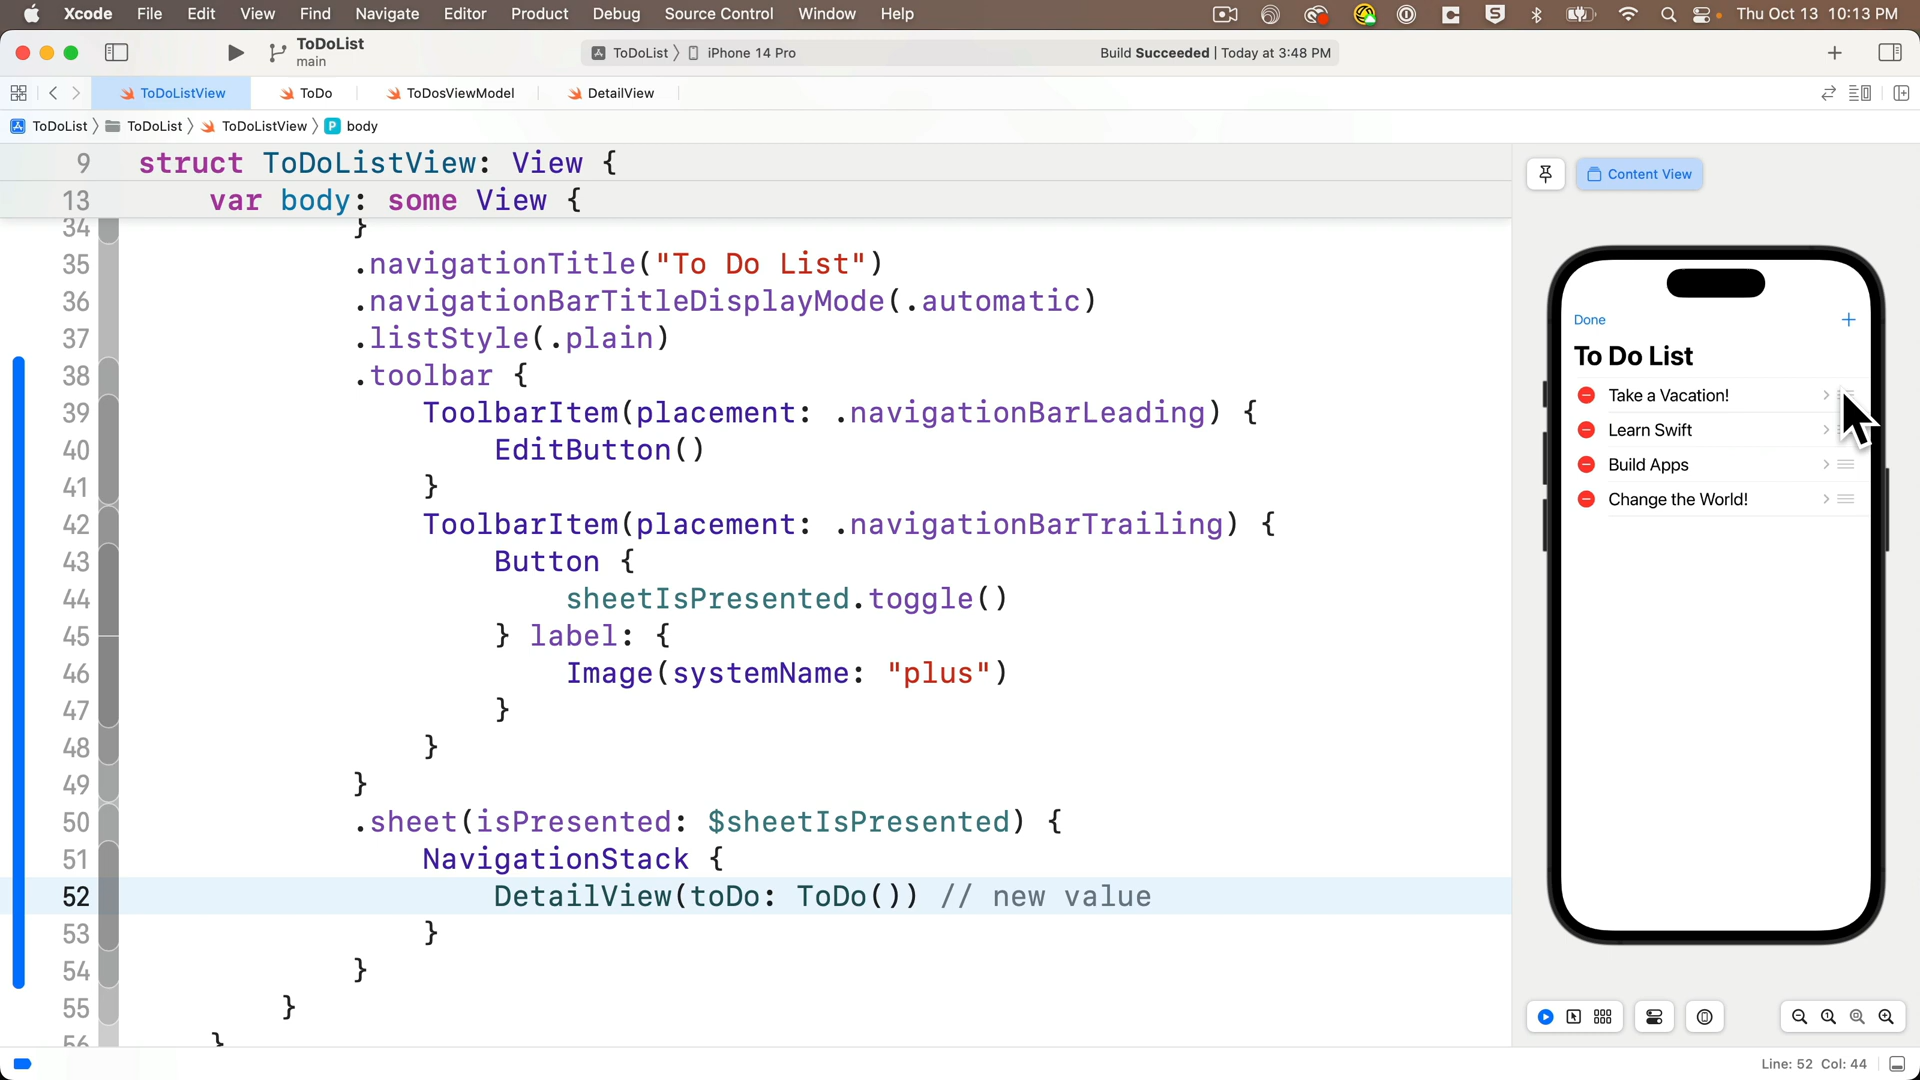 Xcode File Edit View Find Navigate Editor Product Debug Source Control Window Help Thu Oct 13 10:13 PM
ToDoList
main
ToDoList iPhone 14 Pro Build Succeeded | Today at 3:48 PM
ToDoListView ToDo ToDosViewModel DetailView
ToDoList ToDoList ToDoListView body
9 struct ToDoListView: View {
13 var body: some View {
34 }
35 .navigationTitle("To Do List")
36 .navigationBarTitleDisplayMode(.automatic)
37 .listStyle(.plain)
38 .toolbar {
39 ToolbarItem(placement: .navigationBarLeading) {
40 EditButton()
41 }
42 ToolbarItem(placement: .navigationBarTrailing) {
43 Button {
44 sheetIsPresented.toggle()
45 } label: {
46 Image(systemName: "plus")
47 }
48 }
49 }
50 .sheet(isPresented: $sheetIsPresented) {
51 NavigationStack {
52 DetailView(toDo: ToDo()) // new value
53 }
54 }
55 }
56 }
Content View
Done
To Do List
Take a Vacation!
Learn Swift
Build Apps
Change the World!
Line: 52 Col: 44